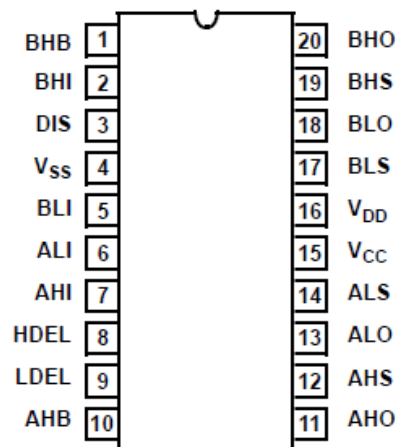 BHB 1 20 BHO
BHI 2 19 BHS
DIS 3 18 BLO
VSS 4 17 BLS
BLI 5 16 VDD
ALI 6 15 VCC
AHI 7 14 ALS
HDEL 8 13 ALO
LDEL 9 12 AHS
AHB 10 11 AHO